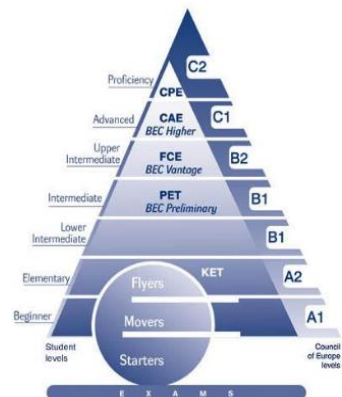 C2
Proficiency
CPE
Advanced
CAE
C1
BEC Higher
Upper
Intermediate
FCE
B2
BEC Vantage
Intermediate
PET
B1
BEC Preliminary
Lower
Intermediate
B1
Elementary
KET
A2
Flyers
Beginner
Movers
A1
Student
levels
Starters
Council
of Europe
levels
E X A M S